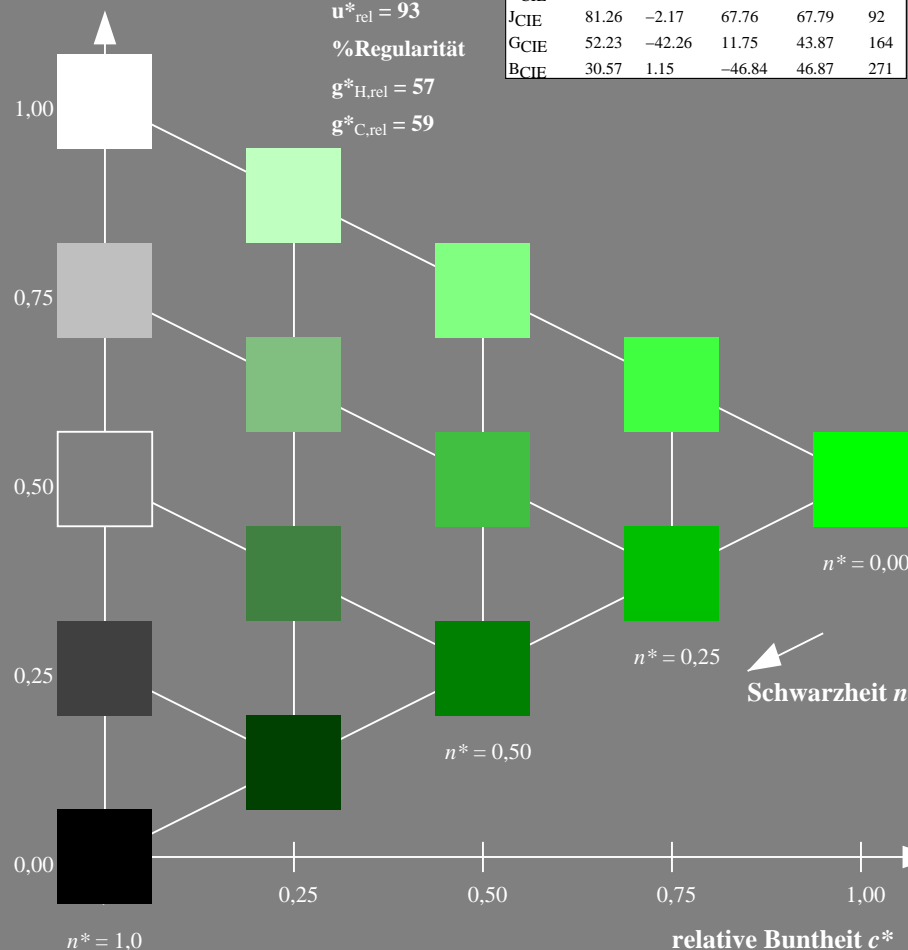 u*rel = 93
%Regularität
g*H,rel = 57
g*C,rel = 59
JCIE 81.26 −2.17 67.76 67.79 92
GCIE 52.23 −42.26 11.75 43.87 164
BCIE 30.57 1.15 −46.84 46.87 271
1,00
0,75
0,50
n* = 0,00
n* = 0,25
0,25
Schwarzheit n
n* = 0,50
0,00
0,25 0,50 0,75 1,00
n* = 1,0
relative Buntheit c*